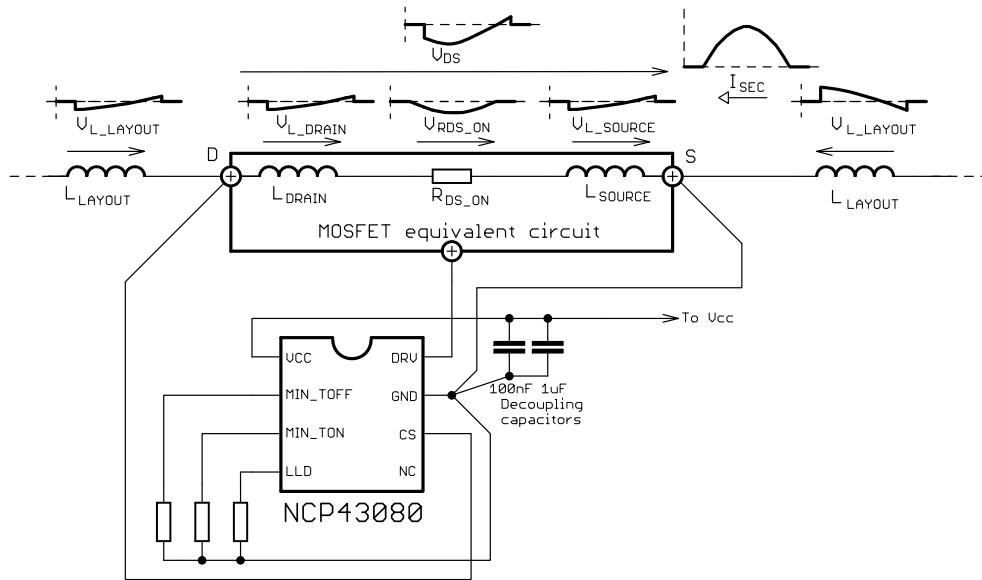 V_DS
I_SEC
V_L_LAYOUT
V_L_DRAIN
V_RDS_ON
V_L_SOURCE
V_L_LAYOUT
D
S
L_LAYOUT
L_DRAIN
R_DS_ON
L_SOURCE
L_LAYOUT
MOSFET equivalent circuit
To Vcc
VCC
DRV
MIN_TOFF
GND
100nF 1uF
Decoupling
capacitors
MIN_TON
CS
LLD
NC
NCP43080